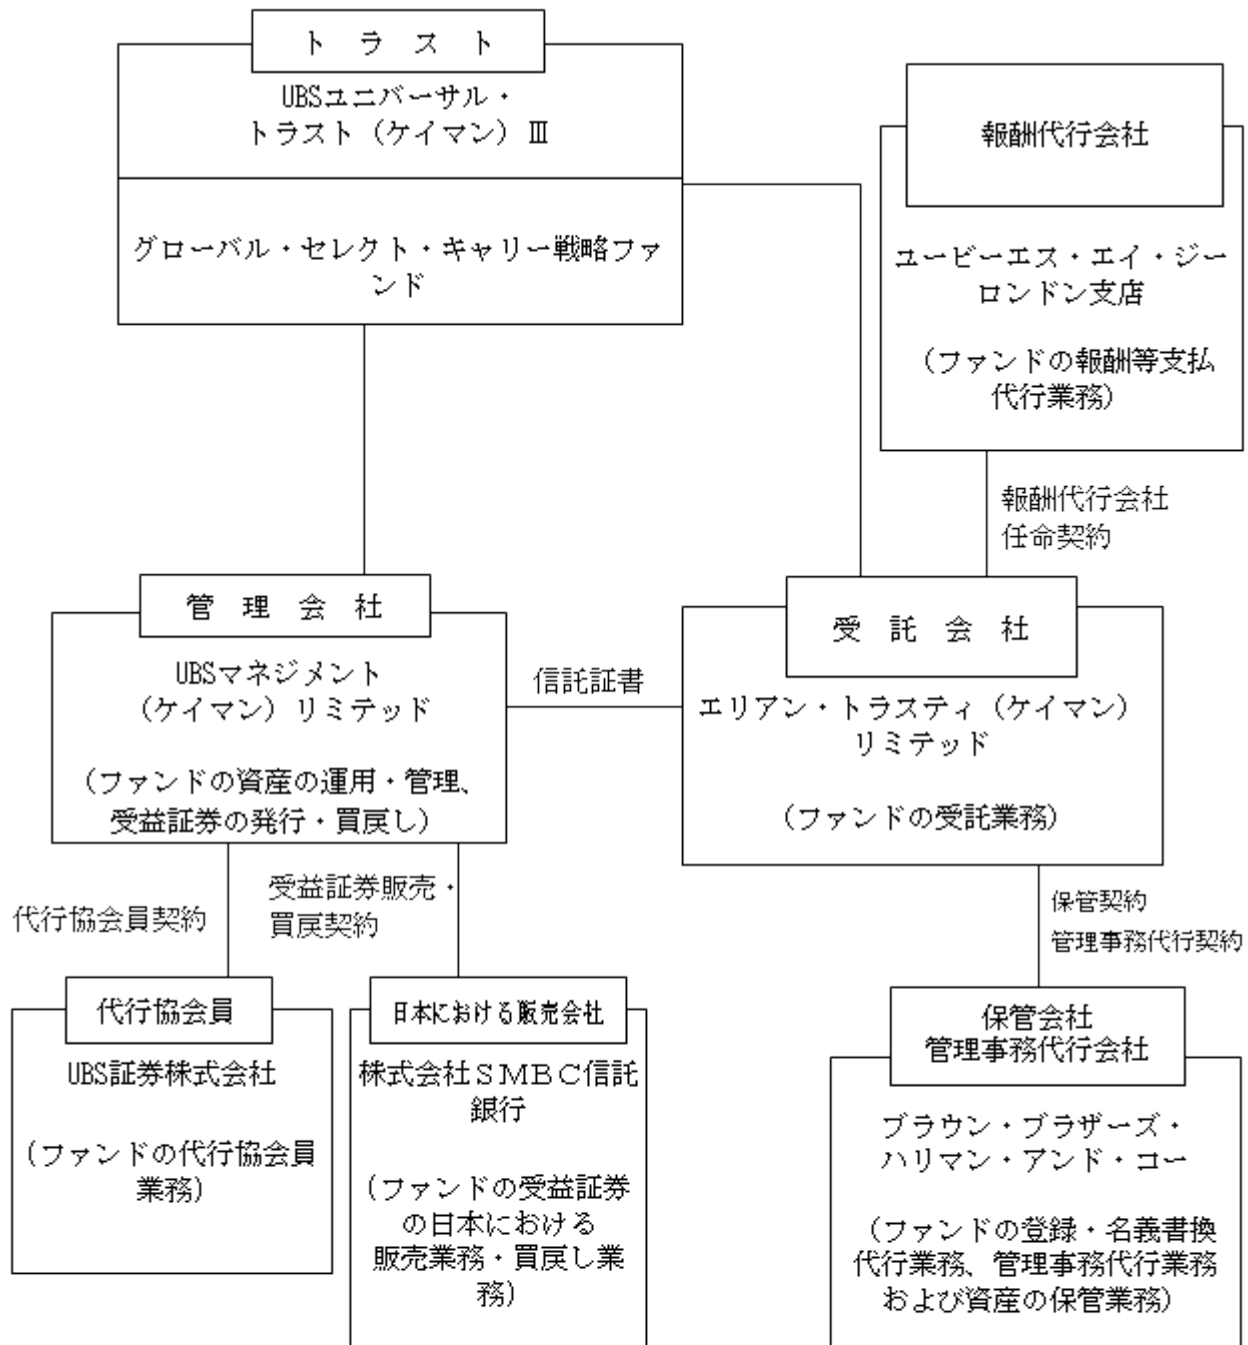 ト ラ ス ト
UBSユニバーサル・
トラスト（ケイマン）Ⅲ
グローバル・セレクト・キャリー戦略ファ
ンド
報酬代行会社
ユービーエス・エイ・ジー
ロンドン支店
（ファンドの報酬等支払
代行業務）
報酬代行会社
任命契約
管 理 会 社
UBSマネジメント
（ケイマン）リミテッド
（ファンドの資産の運用・管理、
受益証券の発行・買戻し）
信託証書
受 託 会 社
エリアン・トラスティ（ケイマン）
リミテッド
（ファンドの受託業務）
代行協会員契約
受益証券販売・
買戻契約
保管契約
管理事務代行契約
代行協会員
UBS証券株式会社
（ファンドの代行協会員
業務）
日本における販売会社
株式会社ＳＭＢＣ信託
銀行
（ファンドの受益証券
の日本における
販売業務・買戻し業
務）
保管会社
管理事務代行会社
ブラウン・ブラザーズ・
ハリマン・アンド・コー
（ファンドの登録・名義書換
代行業務、管理事務代行業務
および資産の保管業務）